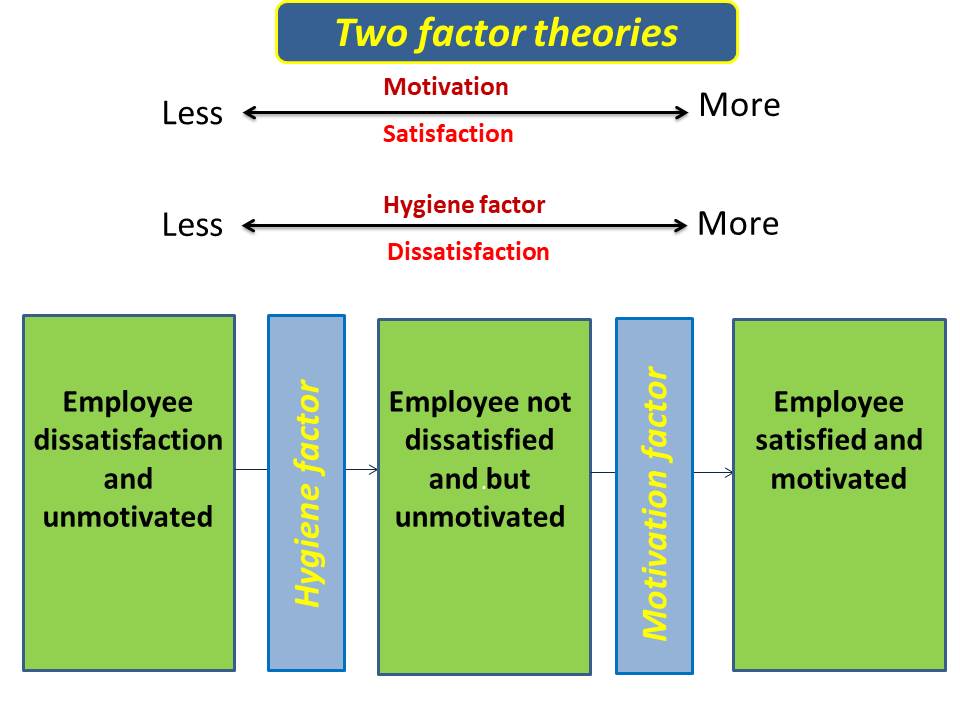 Two factor theories
Motivation
Less
More
Satisfaction
Hygiene factor
Less
More
Dissatisfaction
Employee
dissatisfaction
and
unmotivated
Hygiene factor
Employee not
dissatisfied
and but
unmotivated
Motivation factor
Employee
satisfied and
motivated